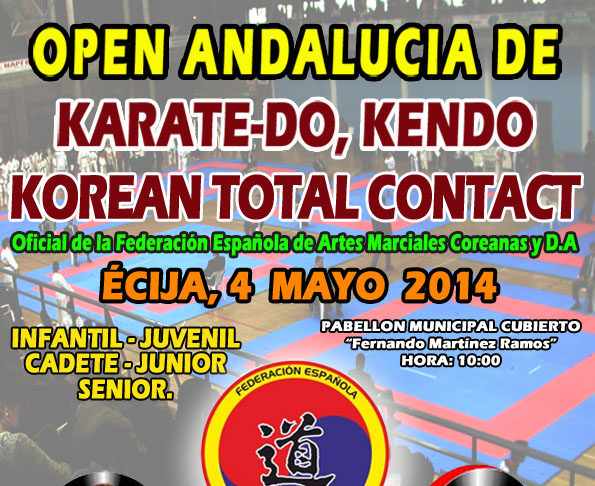 OPEN ANDALUCIA DE
KARATE-DO, KENDO
KOREAN TOTAL CONTACT
Oficial de la Federación Española de Artes Marciales Coreanas y D.A
ÉCIJA, 4 MAYO 2014
INFANTIL - JUVENIL
CADETE - JUNIOR
SENIOR.
PABELLON MUNICIPAL CUBIERTO
“Fernando Martínez Ramos”
HORA: 10:00
FEDERACIÓN ESPAÑOLA
道